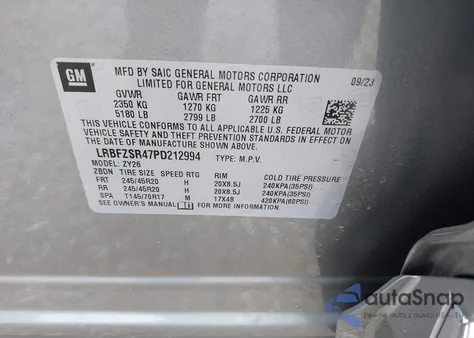 GM
MFD BY SAIC GENERAL MOTORS CORPORATION
LIMITED FOR GENERAL MOTORS LLC
09/23
GVWR GAWR FRT GAWR RR
2350 KG 1270 KG 1225 KG
5180 LB 2799 LB 2700 LB
THIS VEHICLE CONFORMS TO ALL APPLICABLE U.S. FEDERAL MOTOR
VEHICLE SAFETY, BUMPER, AND THEFT PREVENTION STANDARDS IN EFFECT ON
THE DATE OF MANUFACTURE SHOWN ABOVE.
LRBFZSR47PD212994 TYPE: M.P.V.
MODEL: ZY26
ZBDN TIRE SIZE SPEED RTG RIM COLD TIRE PRESSURE
FRT 245/45R20 H 20X8.5J 240KPA(35PSI)
RR 245/45R20 H 20X8.5J 240KPA(35PSI)
SPA T145/70R17 M 17X4B 420KPA(60PSI)
SEE OWNER'S MANUAL FOR MORE INFORMATION.
autoSnap